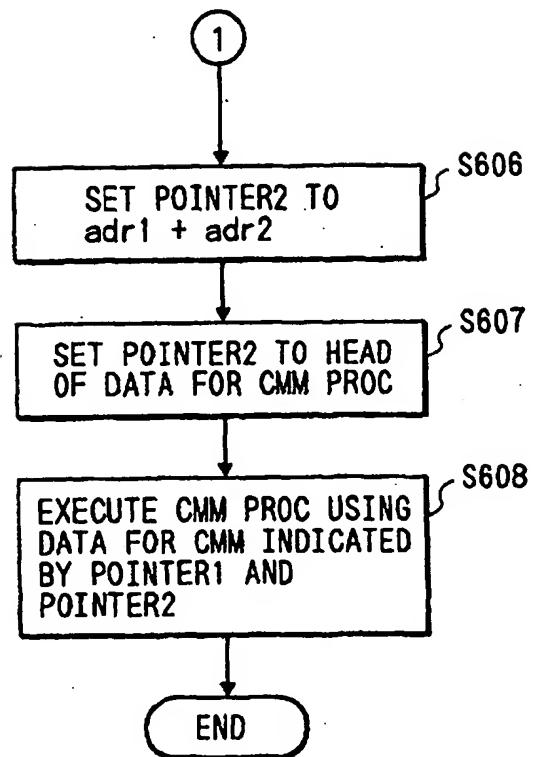 1
S606
SET POINTER2 TO
adr1 + adr2
S607
SET POINTER2 TO HEAD
OF DATA FOR CMM PROC
S608
EXECUTE CMM PROC USING
DATA FOR CMM INDICATED
BY POINTER1 AND
POINTER2
END